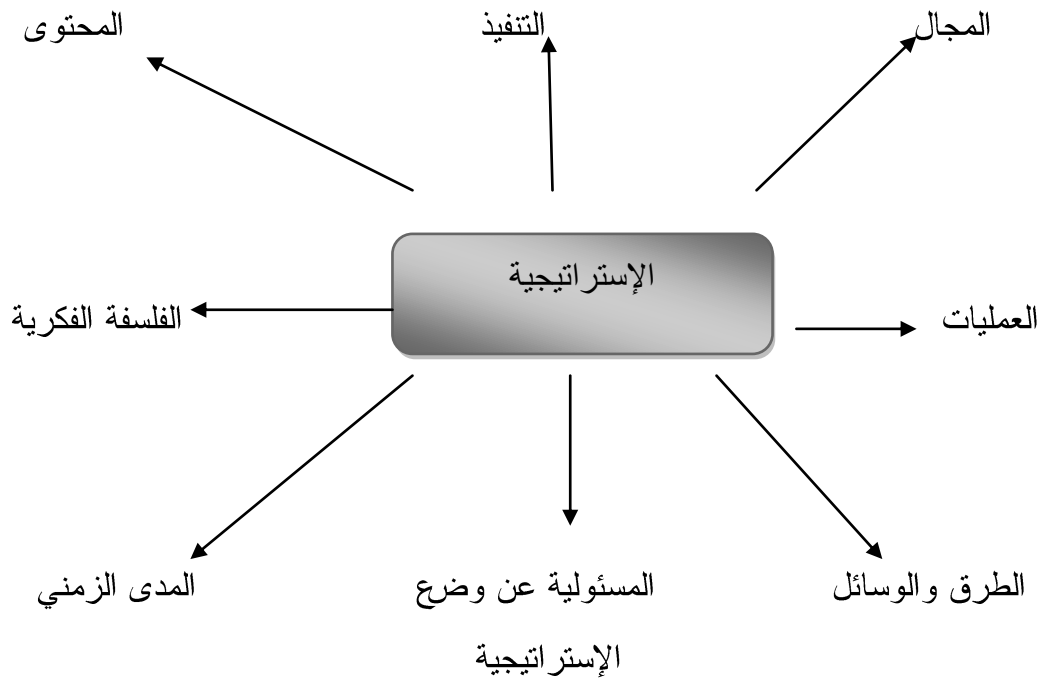 المجال
التنفيذ
المحتوى
الإستراتيجية
العمليات
الفلسفة الفكرية
الطرق والوسائل
المسئولية عن وضع
الإستراتيجية
المدى الزمني